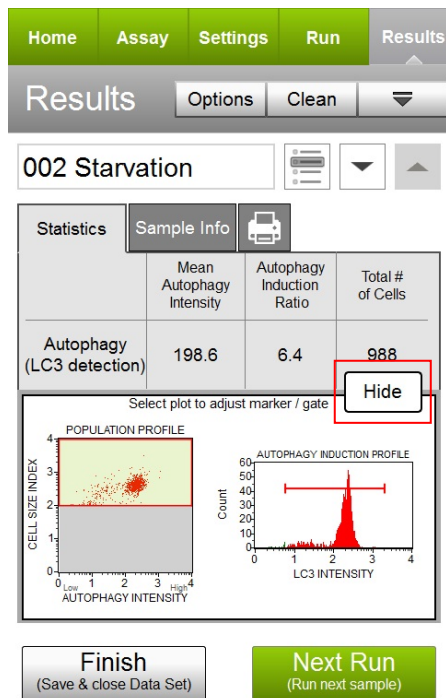 Home Assay Settings Run Results
Results Options Clean
002 Starvation
Statistics Sample Info
Mean Autophagy Intensity
Autophagy Induction Ratio
Total # of Cells
Autophagy (LC3 detection) 198.6 6.4 988
Hide
Select plot to adjust marker / gate
POPULATION PROFILE
CELL SIZE INDEX
4
3
2
1
0
0 1 2 3 4
Low High
AUTOPHAGY INTENSITY
AUTOPHAGY INDUCTION PROFILE
Count
60
50
40
30
20
10
0
0 1 2 3 4
LC3 INTENSITY
Finish
(Save & close Data Set)
Next Run
(Run next sample)